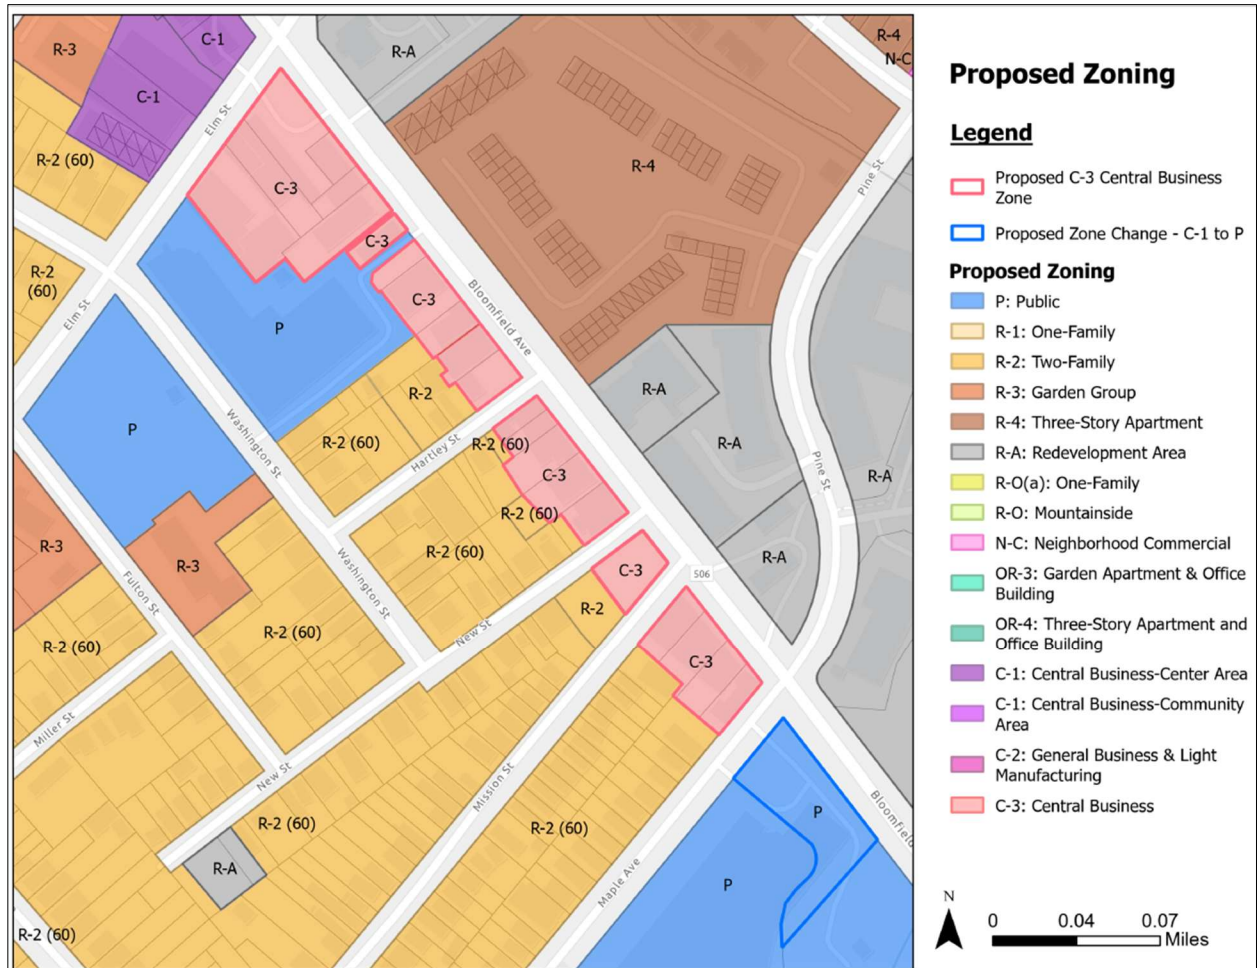 R-3
C-1
R-A
R-4
N-C
C-1
Elm St
R-2 (60)
R-4
Pine St
C-3
C-3
R-2
(60)
Elm St
C-3
Bloomfield Ave
P
R-2
R-A
P
Washington St
R-2 (60)
Hartley St
R-2 (60)
R-A
Pine St
C-3
R-A
R-2 (60)
R-3
R-3
R-2 (60)
Washington St
C-3
506
R-A
Fulton St
R-2
R-2 (60)
R-2 (60)
New St
C-3
Miller St
New St
Mission St
P
Bloomfield
R-2 (60)
R-2 (60)
R-A
Maple Ave
P
R-2 (60)
Proposed Zoning
Legend
Proposed C-3 Central Business
Zone
Proposed Zone Change - C-1 to P
Proposed Zoning
P: Public
R-1: One-Family
R-2: Two-Family
R-3: Garden Group
R-4: Three-Story Apartment
R-A: Redevelopment Area
R-O(a): One-Family
R-O: Mountainside
N-C: Neighborhood Commercial
OR-3: Garden Apartment & Office
Building
OR-4: Three-Story Apartment and
Office Building
C-1: Central Business-Center Area
C-1: Central Business-Community
Area
C-2: General Business & Light
Manufacturing
C-3: Central Business
N
0 0.04 0.07
Miles